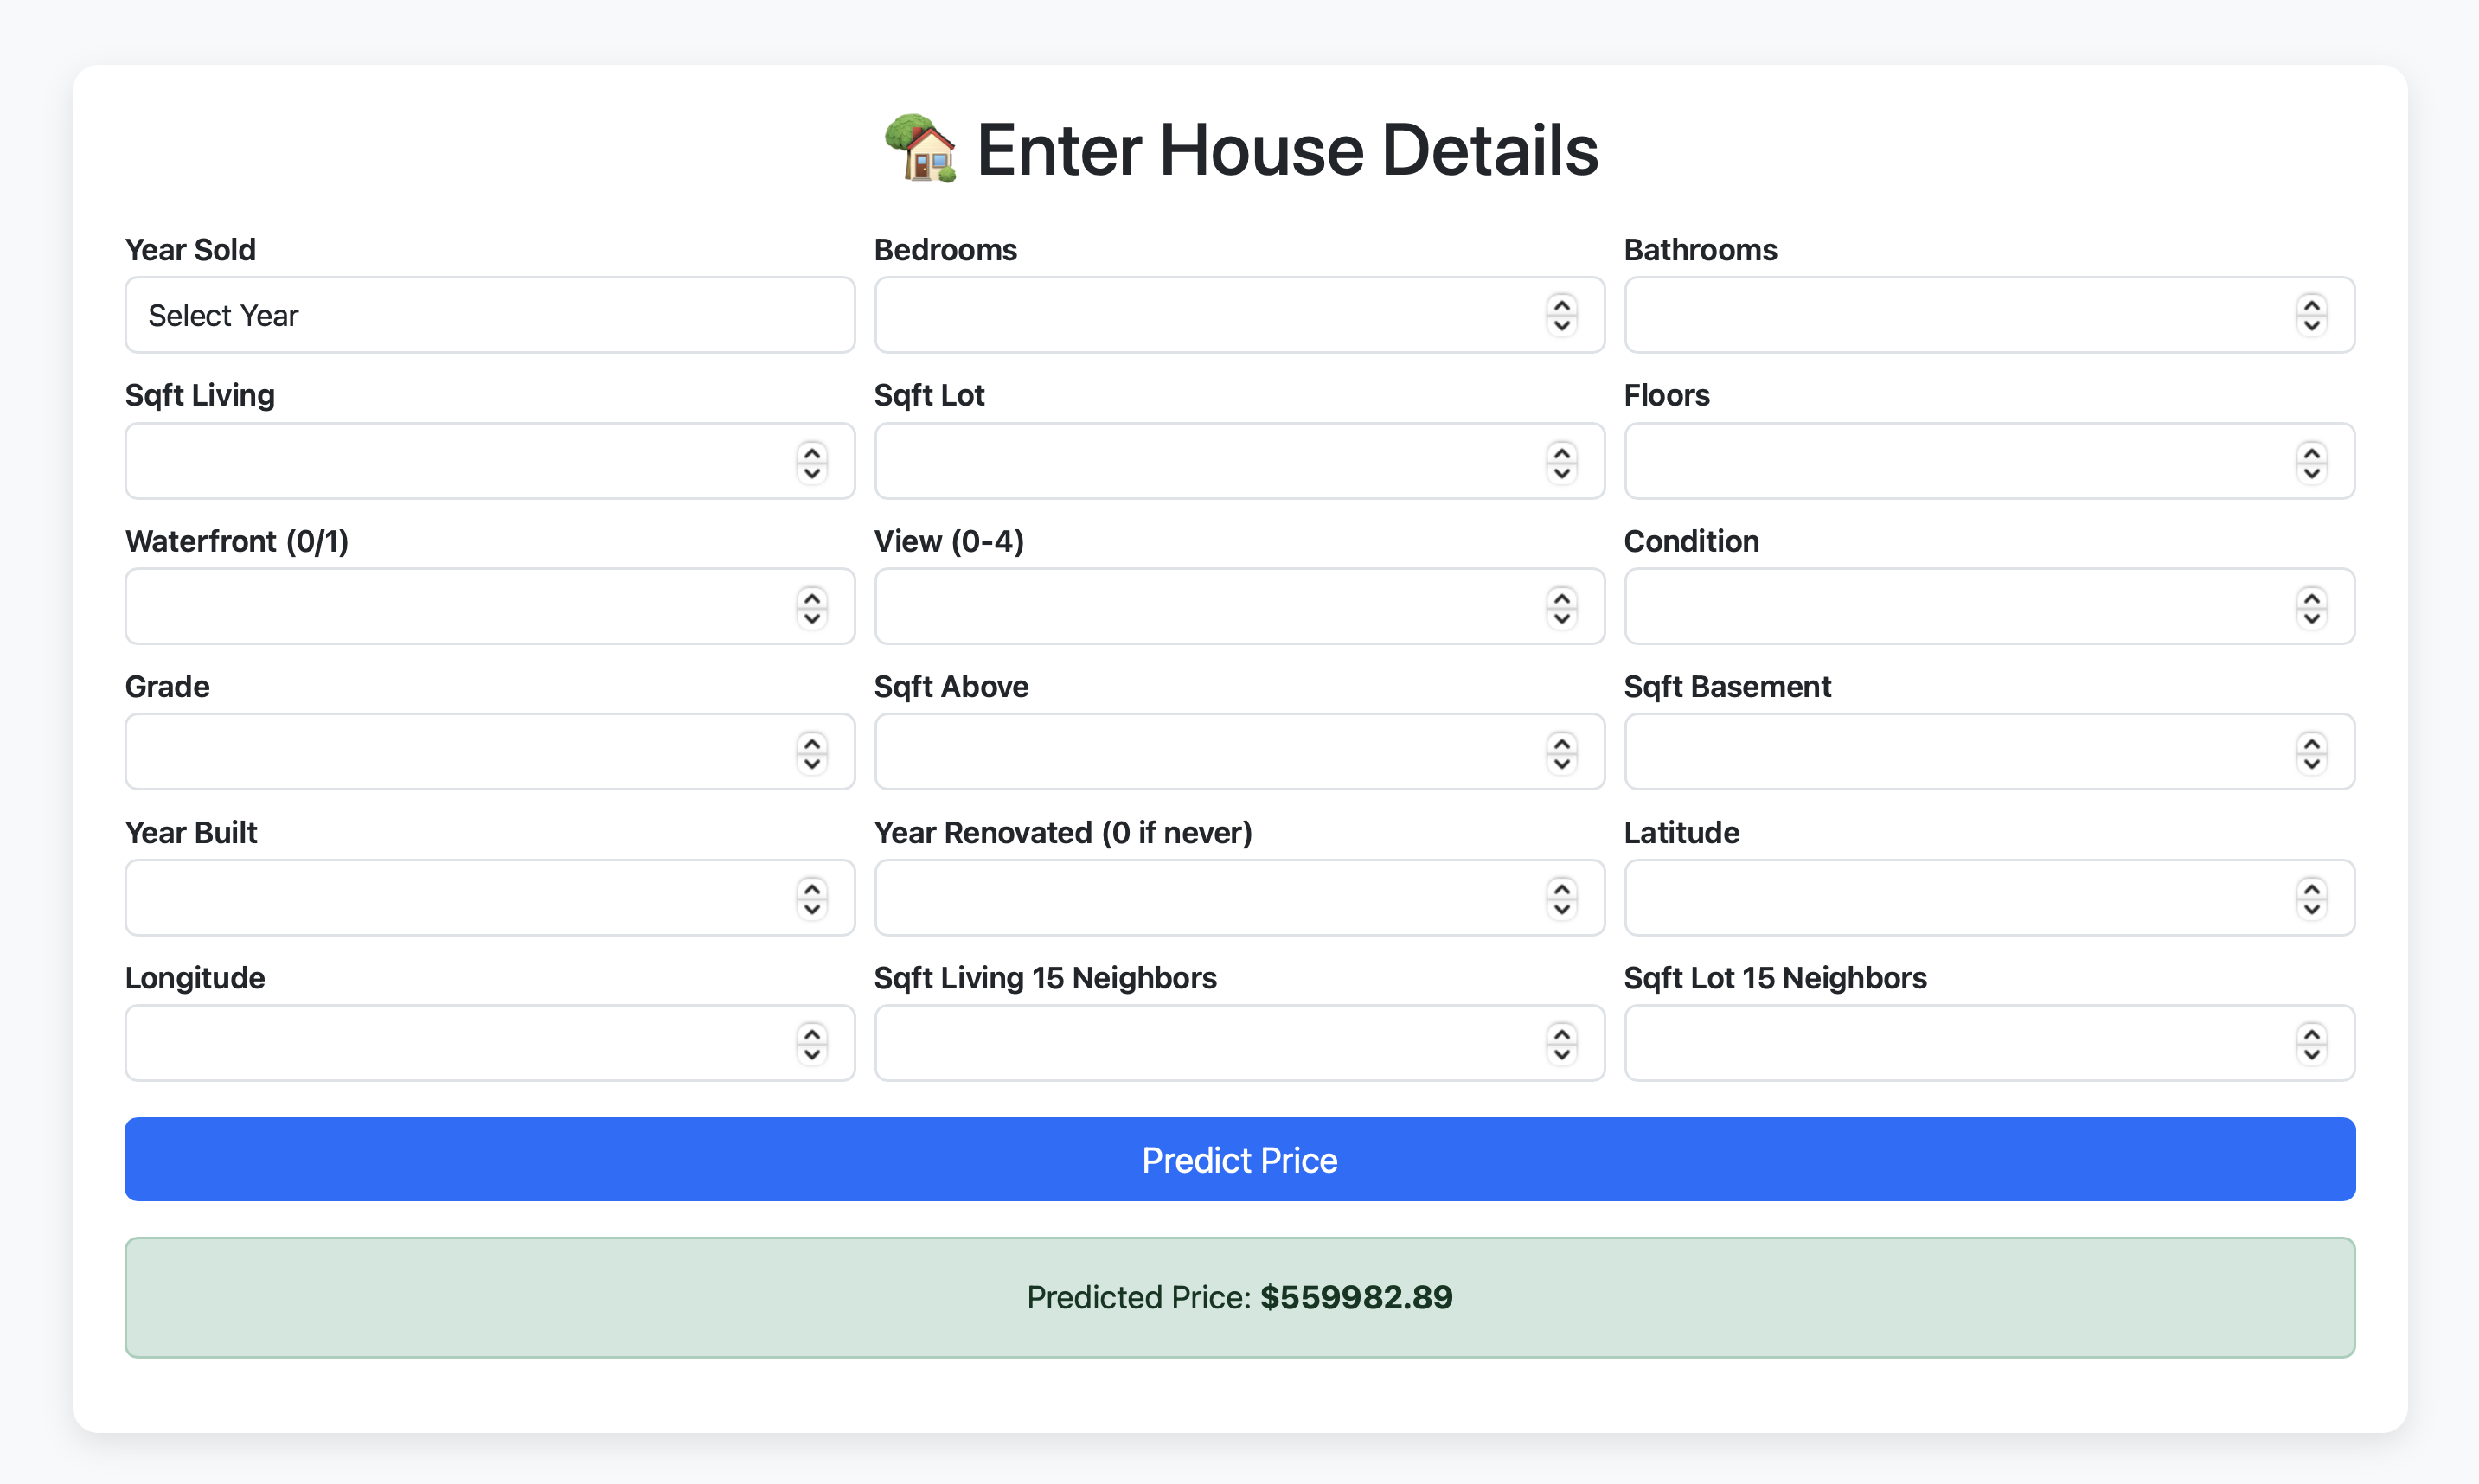 Enter House Details
Year Sold
Bedrooms
Bathrooms
Select Year
Sqft Living
Sqft Lot
Floors
Waterfront (0/1)
View (0-4)
Condition
Grade
Sqft Above
Sqft Basement
Year Built
Year Renovated (0 if never)
Latitude
Longitude
Sqft Living 15 Neighbors
Sqft Lot 15 Neighbors
Predict Price
Predicted Price: $559982.89